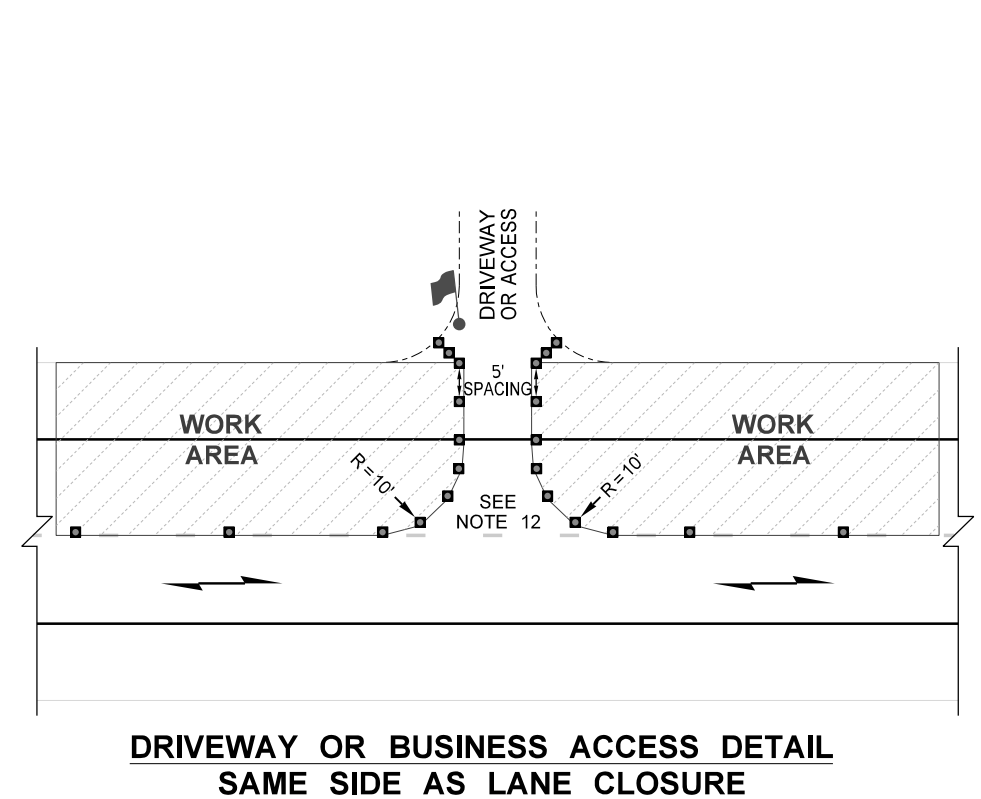 DRIVEWAY
OR ACCESS
5'
SPACING
WORK
AREA
WORK
AREA
R=10'
R=10'
SEE
NOTE 12
DRIVEWAY OR BUSINESS ACCESS DETAIL
SAME SIDE AS LANE CLOSURE